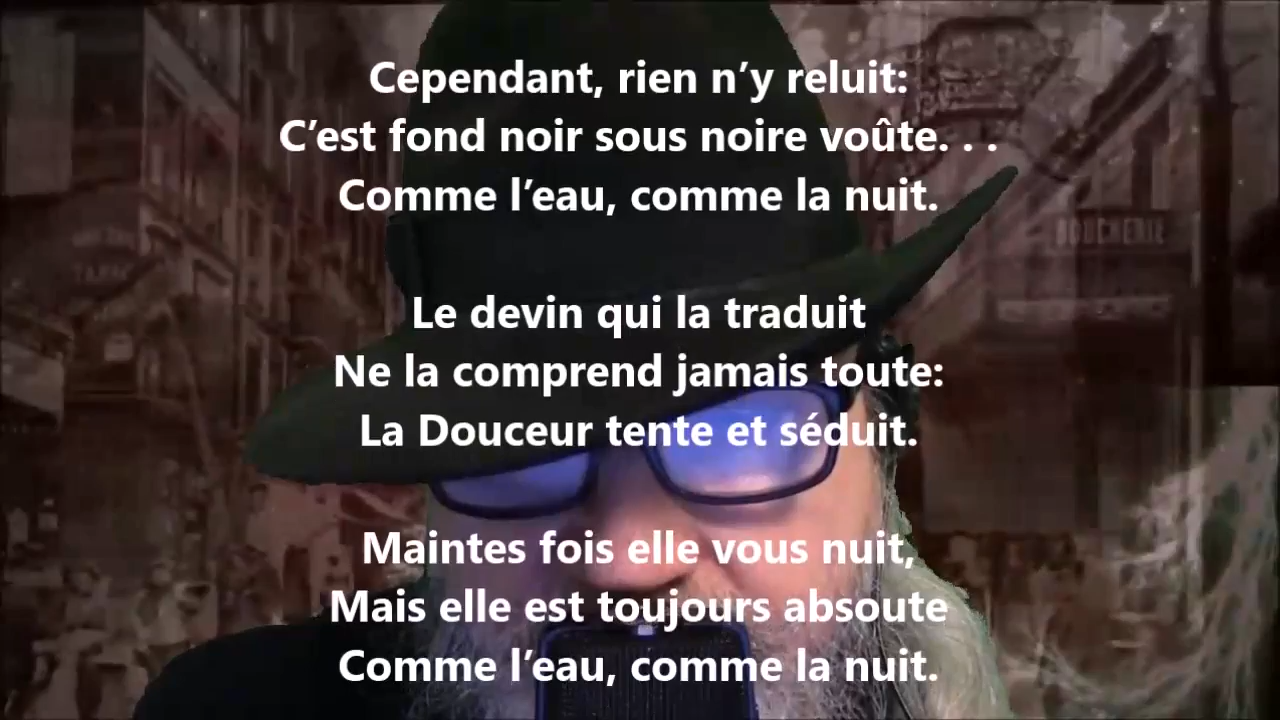 Cependant, rien n’y reluit:
C’est fond noir sous noire voûte. . .
Comme l’eau, comme la nuit.
Le devin qui la traduit
Ne la comprend jamais toute:
La Douceur tente et séduit.
Maintes fois elle vous nuit,
Mais elle est toujours absoute
Comme l’eau, comme la nuit.
BOUCHERIE